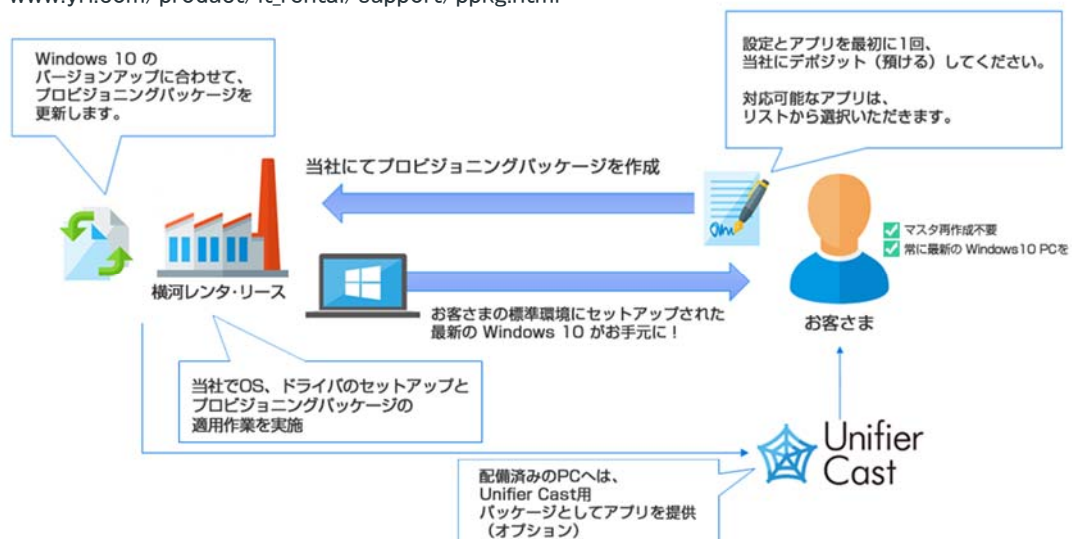 www.yrl.com/ product/ it_rental/ support/ ppkg.html
Windows 10 の
バージョンアップに合わせて、
プロビジョニングパッケージを
更新します。
設定とアプリを最初に1回、
当社にデポジット（預ける）してください。
対応可能なアプリは、
リストから選択いただきます。
当社にてプロビジョニングパッケージを作成
マスタ再作成不要
常に最新の Windows10 PCを
横河レンタ・リース
お客さまの標準環境にセットアップされた
最新の Windows 10 がお手元に！
お客さま
当社でOS、ドライバのセットアップと
プロビジョニングパッケージの
適用作業を実施
Unifier
Cast
配備済みのPCへは、
Unifier Cast用
パッケージとしてアプリを提供
（オプション）